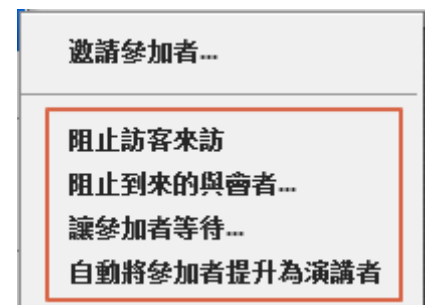 邀請參加者...
阻止訪客來訪
阻止到來的與會者...
讓參加者等待...
自動將參加者提升為演講者